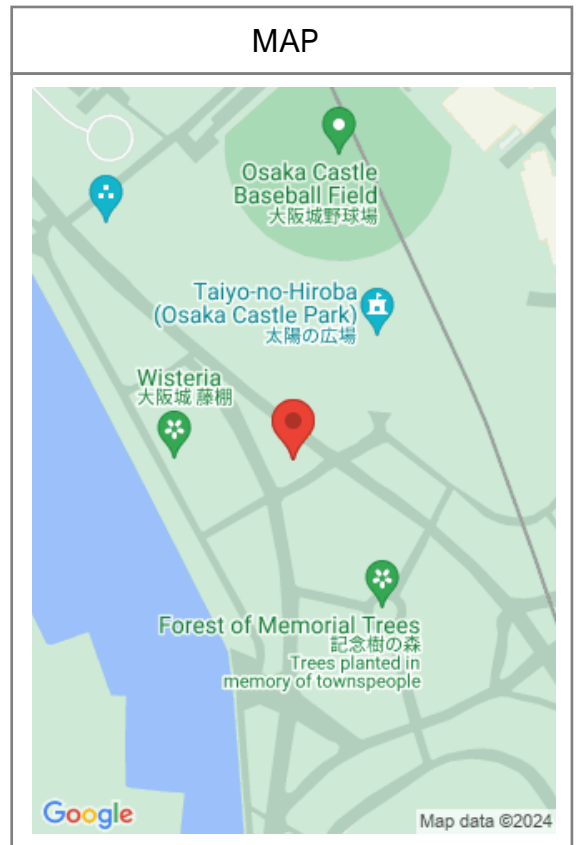 MAP
Osaka Castle
Baseball Field
大阪城野球場
Taiyo-no-Hiroba
(Osaka Castle Park)
太陽の広場
Wisteria
大阪城 藤棚
Forest of Memorial Trees
記念樹の森
Trees planted in
memory of townspeople
Google
Map data ©2024